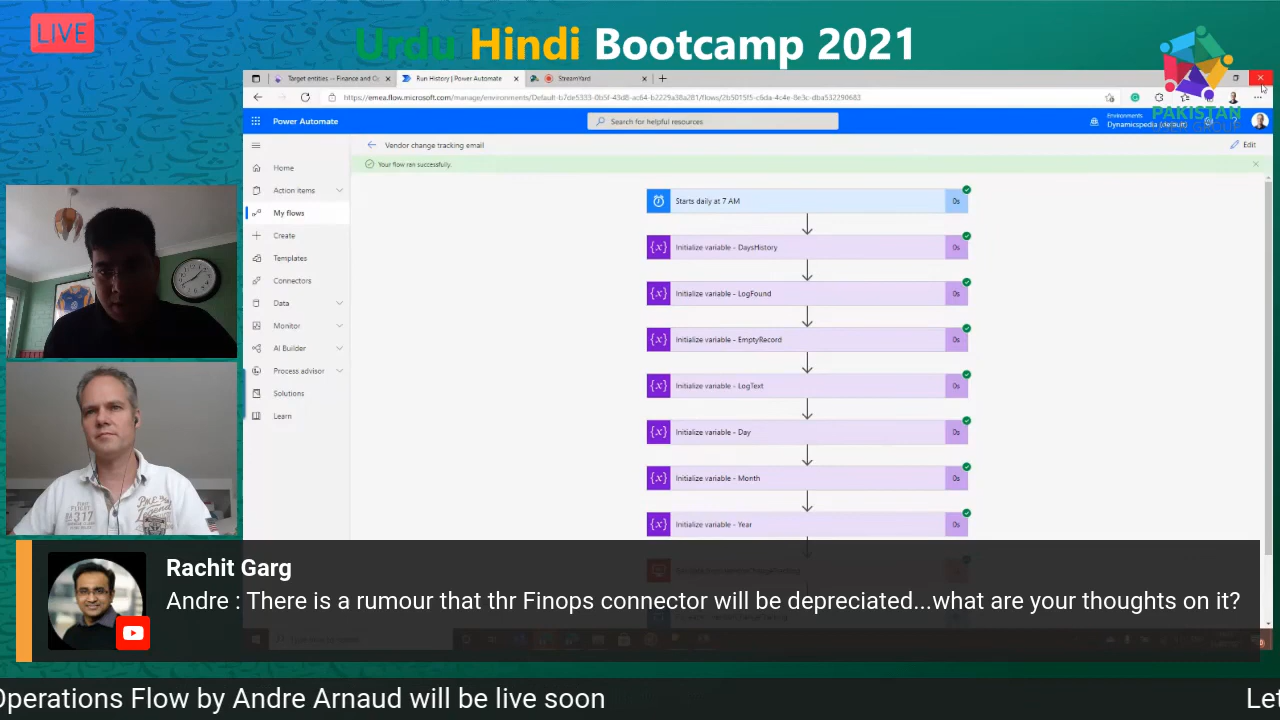 LIVE
Urdu Hindi Bootcamp 2021
PAKISTAN
Target entities — Finance and O
Run History | Power Automate
StreamYard
Power Automate
Search for helpful resources
Environments
Dynamicspedia (default)
Vendor change tracking email
Edit
Your flow ran successfully.
Home
Action items
My flows
Create
Templates
Connectors
Data
Monitor
AI Builder
Process advisor
Solutions
Learn
Starts daily at 7 AM
0s
Initialize variable - DaysHistory
0s
Initialize variable - LogFound
0s
Initialize variable - EmptyRecord
0s
Initialize variable - LogText
0s
Initialize variable - Day
0s
Initialize variable - Month
0s
Initialize variable - Year
0s
317
Rachit Garg
Andre : There is a rumour that thr Finops connector will be depreciated...what are your thoughts on it?
Operations Flow by Andre Arnaud will be live soon
Let